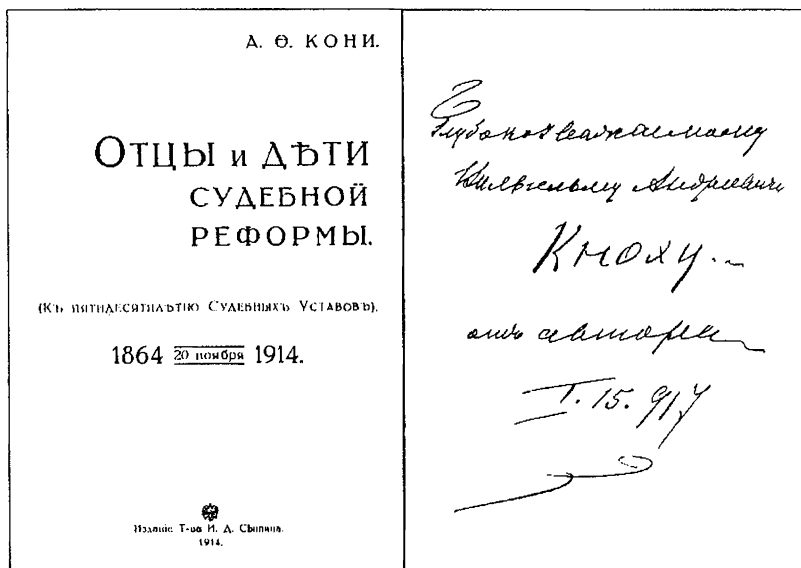 А. Ѳ. КОНИ.
ОТЦЫ и ДѢТИ
СУДЕБНОЙ
РЕФОРМЫ.
(Къ пятидесятилѣтію Судебныхъ Уставовъ).
1864 20 ноября 1914.
Изданіе Т-ва И. Д. Сытина.
1914.
Глубокоуважаемому
Вильгельму Андреевичу
Кноху.
отъ автора
I. 15. 917